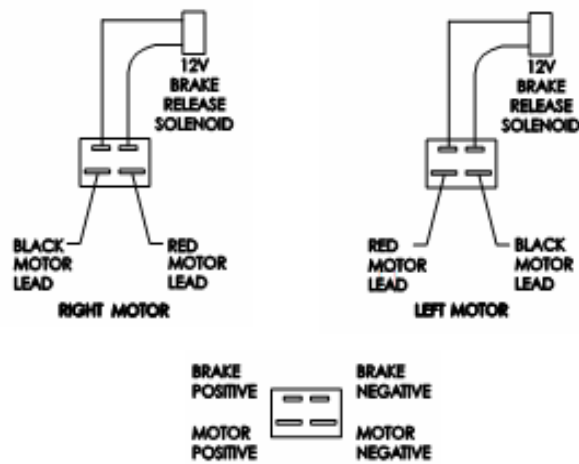 12V
BRAKE
RELEASE
SOLENOID
BLACK
MOTOR
LEAD
RED
MOTOR
LEAD
RIGHT MOTOR
12V
BRAKE
RELEASE
SOLENOID
RED
MOTOR
LEAD
BLACK
MOTOR
LEAD
LEFT MOTOR
BRAKE
POSITIVE
BRAKE
NEGATIVE
MOTOR
POSITIVE
MOTOR
NEGATIVE